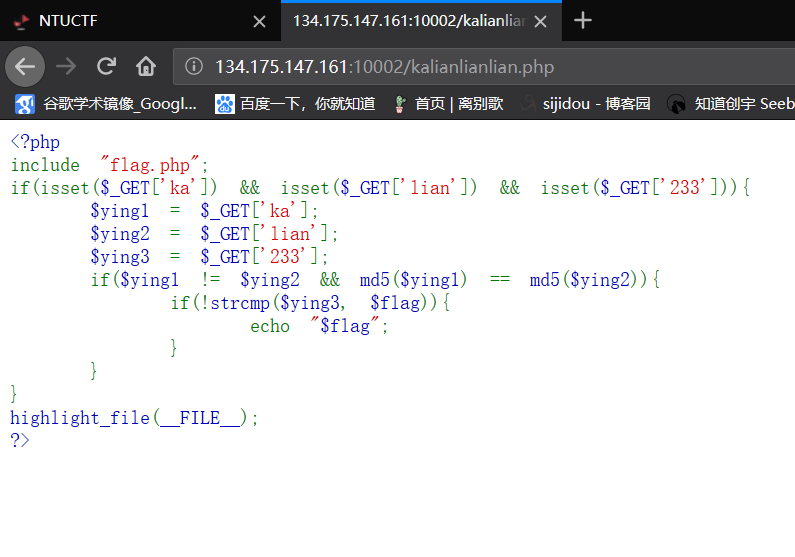 NTUCTF
134.175.147.161:10002/kalianlian
134.175.147.161:10002/kalianlianlian.php
谷歌学术镜像_Googl... 百度一下，你就知道 首页 | 离别歌 sijidou - 博客园 知道创宇 Seeb
<?php
include "flag.php";
if(isset($_GET['ka']) && isset($_GET['lian']) && isset($_GET['233'])){
$ying1 = $_GET['ka'];
$ying2 = $_GET['lian'];
$ying3 = $_GET['233'];
if($ying1 != $ying2 && md5($ying1) == md5($ying2)){
if(!strcmp($ying3, $flag)){
echo "$flag";
}
}
}
highlight_file(__FILE__);
?>